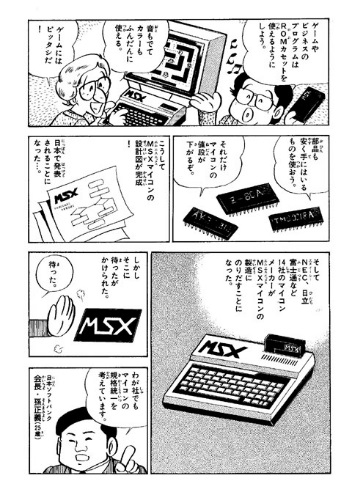 ゲームや
ビジネスの
プログラムは
ROMカセットを
使えるように
しよう。
音もでて
カラーも
ふんだんに
使える。
ゲームには
ピッタシだ
!
部品も
安く手にはいる
ものを使おう。
それだけ
マイコンの
値段が
下がるぞ。
Z-80A
TMS9918A
こうして
MSXマイコンの
設計図が完成
MSX
日本で発表
されることに
なった…。
そして
NEC、日立
富士通など
14社のマイコン
メーカーが
MSXマイコンの
製造に
のりだすことに
なった。
MSX
しかし
そこに
待ったが
かけられた。
待った。
MSX
わが社でも
マイコンの
規格統一を
考えています。
日本ソフトバンク
会長・孫正義(25歳)